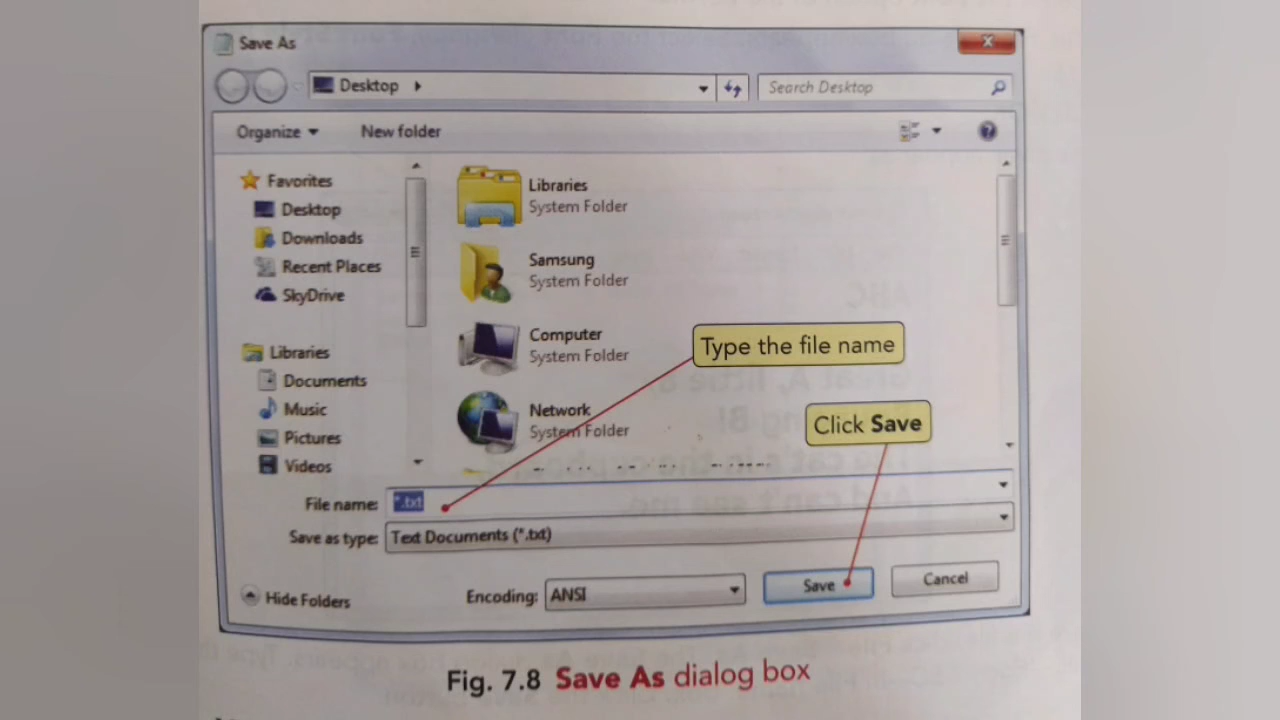 Save As
Desktop
Search Desktop
Organize
New folder
Favorites
Desktop
Downloads
Recent Places
SkyDrive
Libraries
Documents
Music
Pictures
Videos
Libraries
System Folder
Samsung
System Folder
Computer
System Folder
Network
System Folder
Type the file name
Click Save
File name: *.txt
Save as type: Text Documents (*.txt)
Hide Folders
Encoding: ANSI
Save
Cancel
Fig. 7.8 Save As dialog box